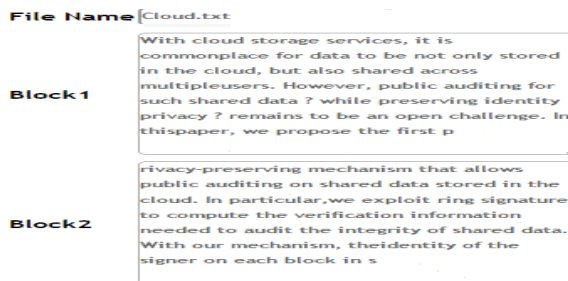 File Name Cloud.txt
Block1
With cloud storage services, it is
commonplace for data to be not only stored
in the cloud, but also shared across
multipleusers. However, public auditing for
such shared data ? while preserving identity
privacy ? remains to be an open challenge. In
thispaper, we propose the first p
Block2
rivacy-preserving mechanism that allows
public auditing on shared data stored in the
cloud. In particular,we exploit ring signature
to compute the verification information
needed to audit the integrity of shared data.
With our mechanism, theidentity of the
signer on each block in s